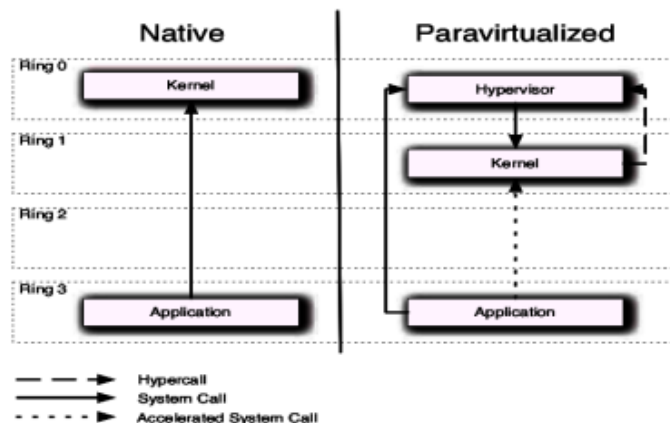 Native
Paravirtualized
Ring 0
Kernel
Hypervisor
Ring 1
Kernel
Ring 2
Ring 3
Application
Application
Hypercall
System Call
Accelerated System Call